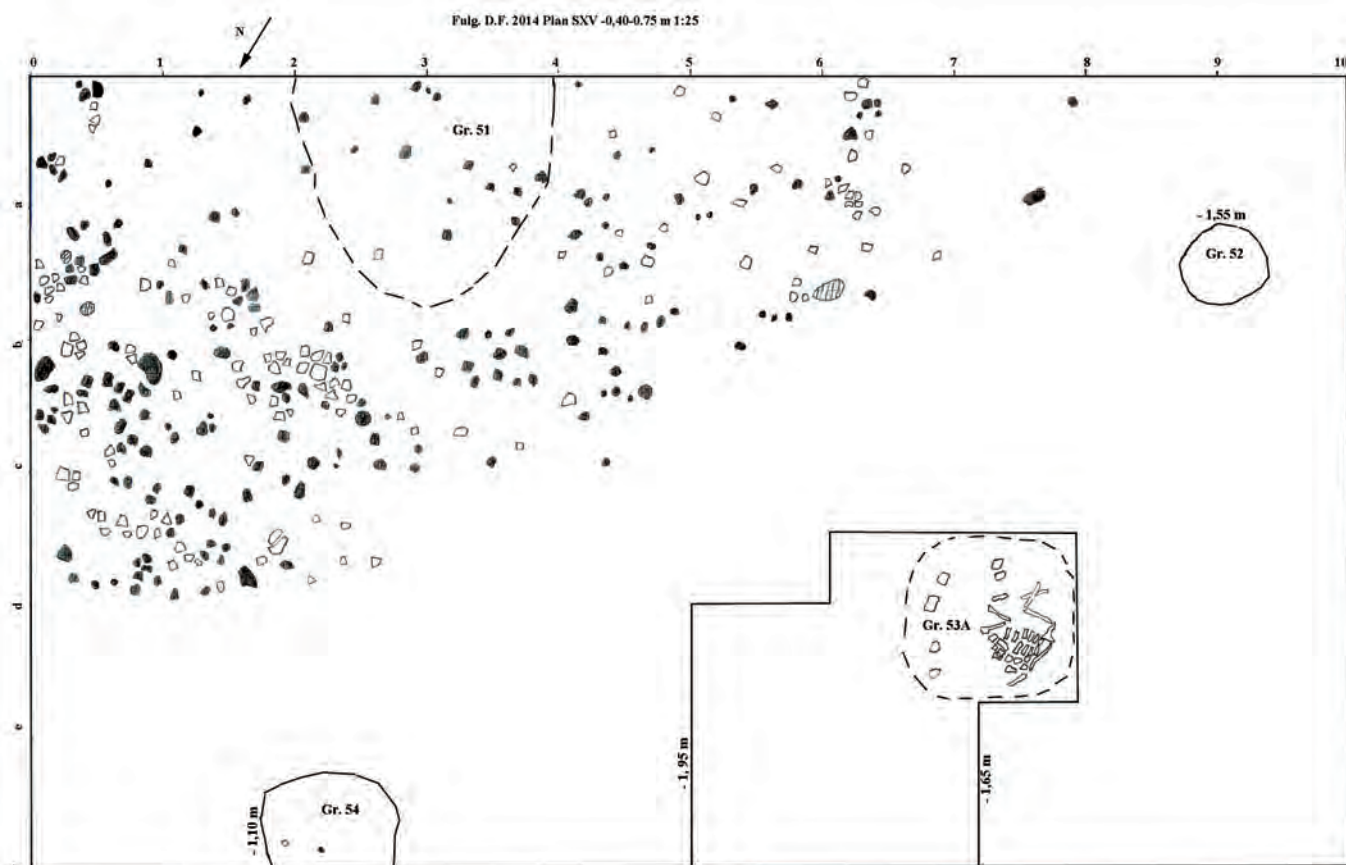 Fulg. D.F. 2014 Plan SXV -0,40-0.75 m 1:25
N
0 1 2 3 4 5 6 7 8 9 10
Gr. 51
a
- 1,55 m
Gr. 52
b
c
d
Gr. 53A
e
- 1, 95 m
- 1,65 m
Gr. 54
- 1,10 m